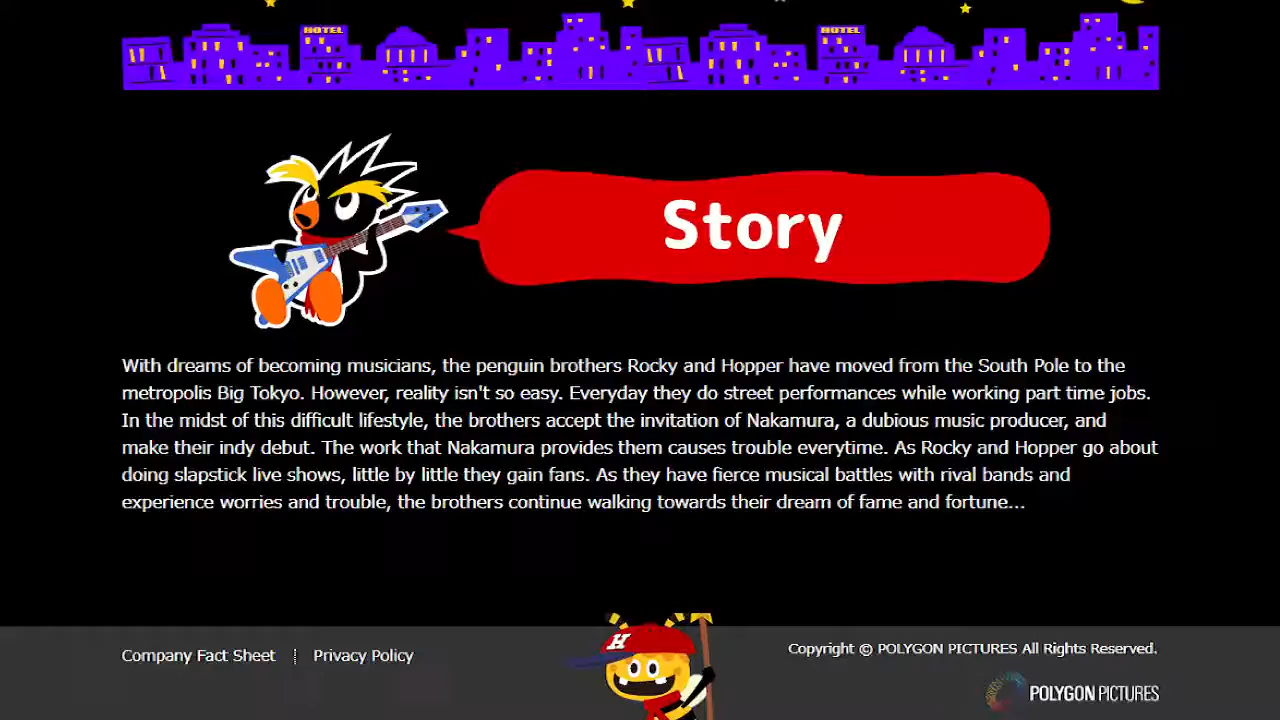 HOTEL HOTEL
Story
With dreams of becoming musicians, the penguin brothers Rocky and Hopper have moved from the South Pole to the
metropolis Big Tokyo. However, reality isn't so easy. Everyday they do street performances while working part time jobs.
In the midst of this difficult lifestyle, the brothers accept the invitation of Nakamura, a dubious music producer, and
make their indy debut. The work that Nakamura provides them causes trouble everytime. As Rocky and Hopper go about
doing slapstick live shows, little by little they gain fans. As they have fierce musical battles with rival bands and
experience worries and trouble, the brothers continue walking towards their dream of fame and fortune...
H
Company Fact Sheet ¦ Privacy Policy
Copyright © POLYGON PICTURES All Rights Reserved.
POLYGON PICTURES